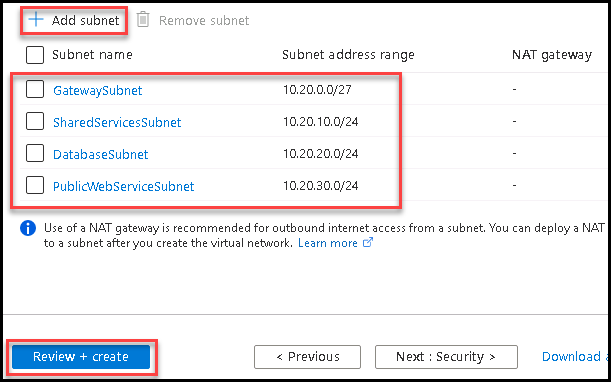 + Add subnet Remove subnet
Subnet name Subnet address range NAT gateway
GatewaySubnet 10.20.0.0/27 -
SharedServicesSubnet 10.20.10.0/24 -
DatabaseSubnet 10.20.20.0/24 -
PublicWebServiceSubnet 10.20.30.0/24 -
Use of a NAT gateway is recommended for outbound internet access from a subnet. You can deploy a NAT
to a subnet after you create the virtual network. Learn more
Review + create < Previous Next : Security > Download a